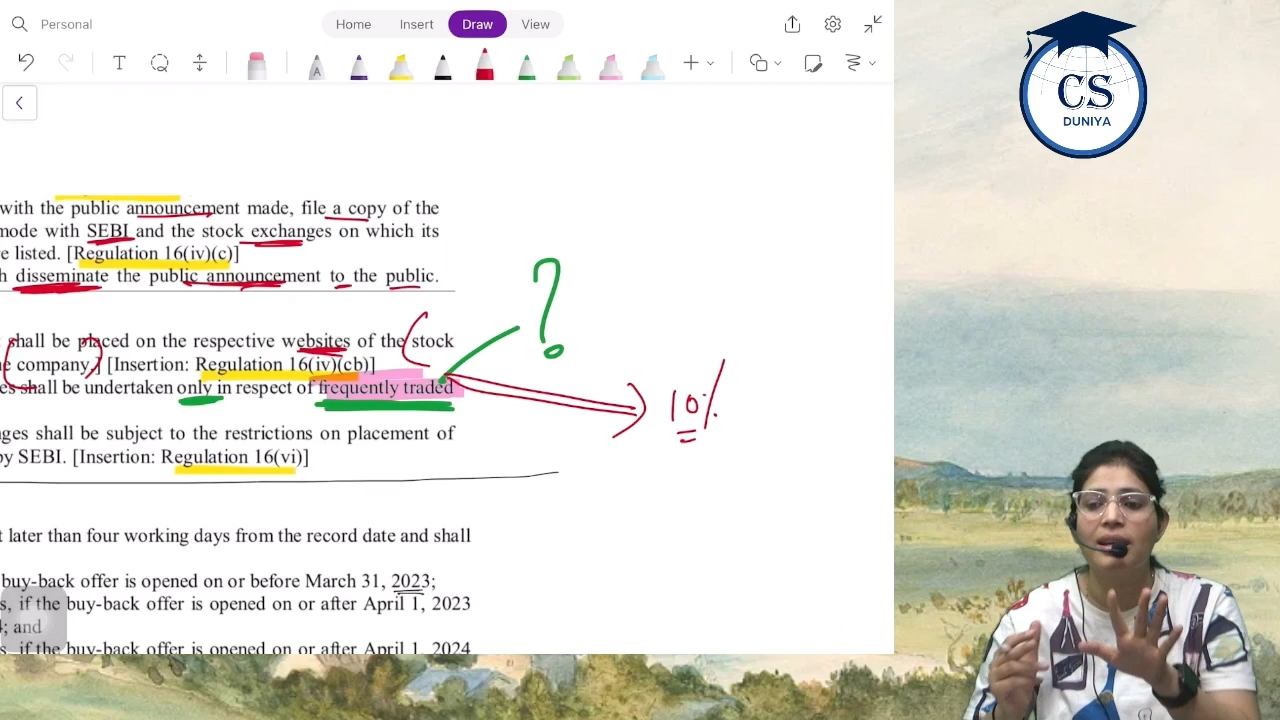 Personal
Home Insert Draw View
A T
CS
DUNIYA
with the public announcement made, file a copy of the
mode with SEBI and the stock exchanges on which its
e listed. [Regulation 16(iv)(c)]
h disseminate the public announcement to the public.
?
shall be placed on the respective websites of the stock
e company.] [Insertion: Regulation 16(iv)(cb)]
es shall be undertaken only in respect of frequently traded
10%
nges shall be subject to the restrictions on placement of
by SEBI. [Insertion: Regulation 16(vi)]
t later than four working days from the record date and shall
buy-back offer is opened on or before March 31, 2023;
s, if the buy-back offer is opened on or after April 1, 2023
4; and
s, if the buy-back offer is opened on or after April 1, 2024